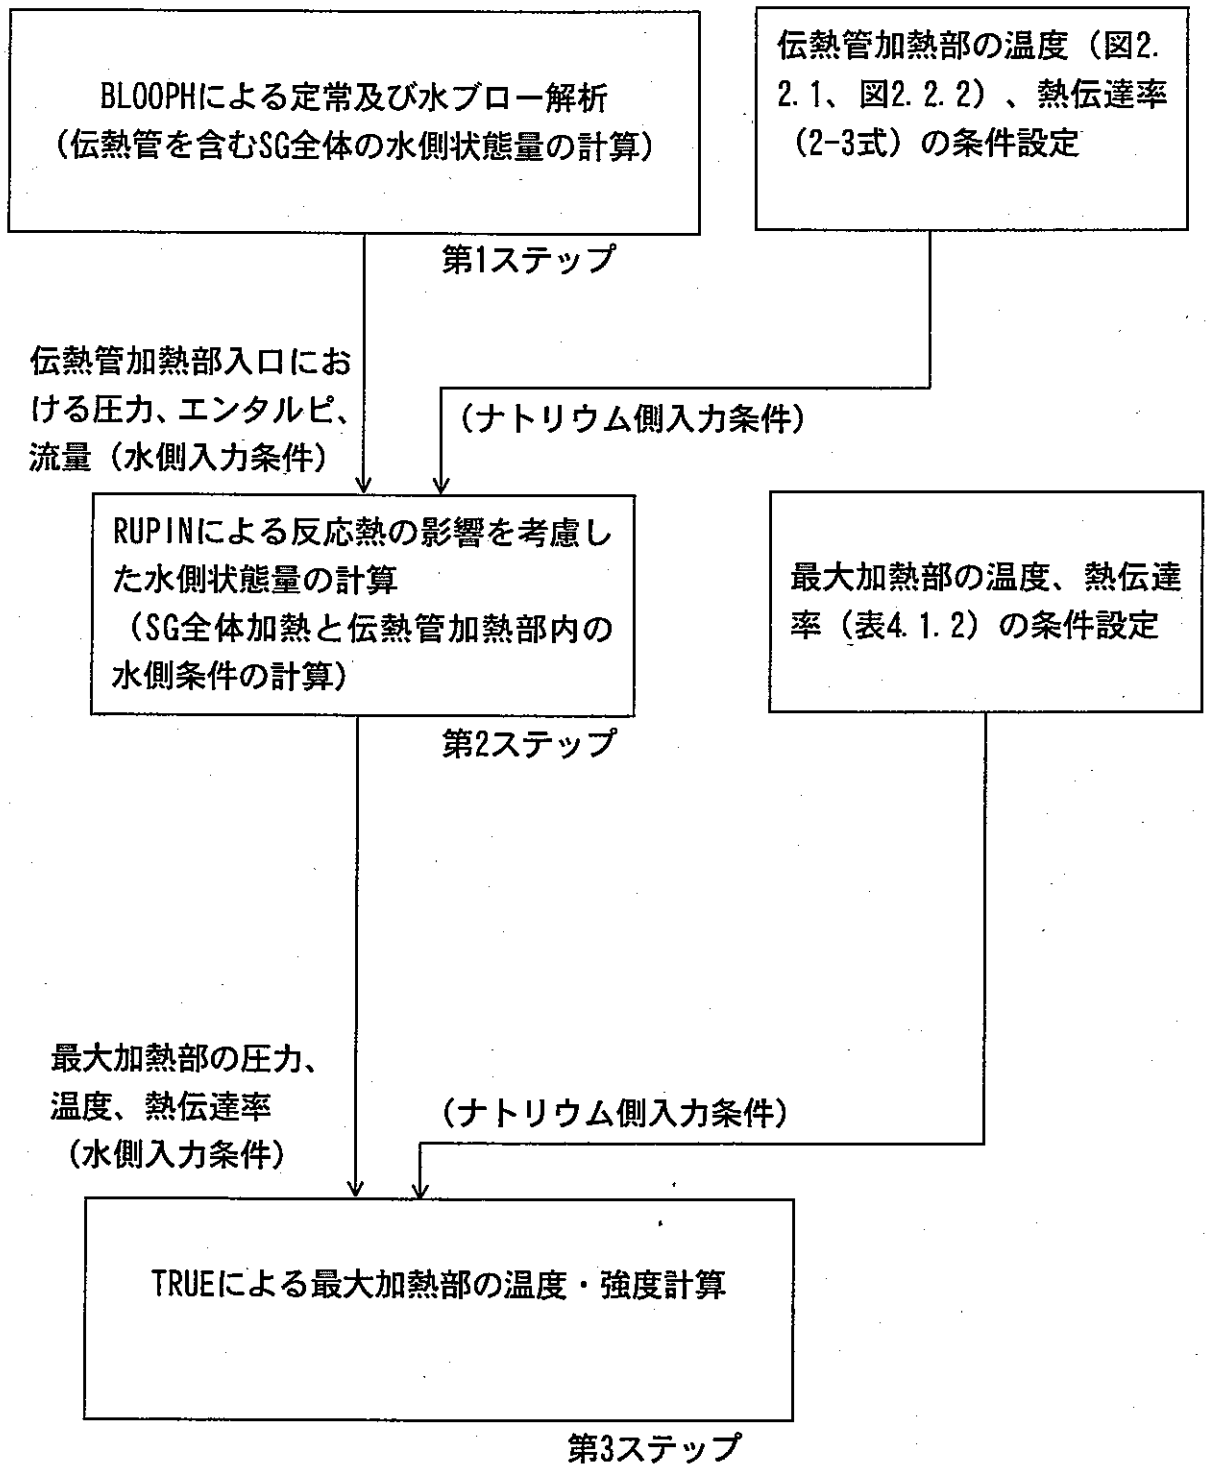 BLOOPHによる定常及び水ブロー解析
(伝熱管を含むSG全体の水側状態量の計算)
伝熱管加熱部の温度（図2.
2.1、図2.2.2）、熱伝達率
（2-3式）の条件設定
第1ステップ
伝熱管加熱部入口にお
ける圧力、エンタルピ、
流量（水側入力条件）
(ナトリウム側入力条件)
RUPINによる反応熱の影響を考慮し
た水側状態量の計算
（SG全体加熱と伝熱管加熱部内の
水側条件の計算）
第2ステップ
最大加熱部の温度、熱伝達
率（表4.1.2）の条件設定
最大加熱部の圧力、
温度、熱伝達率
（水側入力条件）
(ナトリウム側入力条件)
TRUEによる最大加熱部の温度・強度計算
第3ステップ